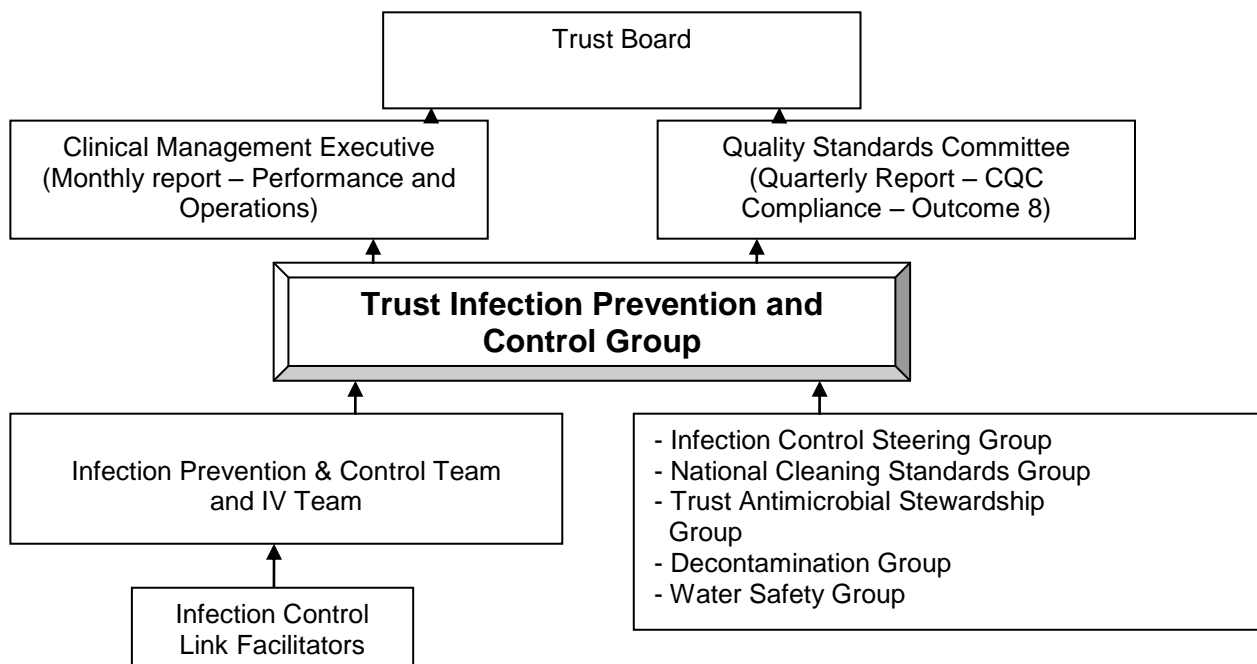 Trust Board
Clinical Management Executive
(Monthly report – Performance and
Operations)
Quality Standards Committee
(Quarterly Report – CQC
Compliance – Outcome 8)
Trust Infection Prevention and
Control Group
Infection Prevention & Control Team
and IV Team
- Infection Control Steering Group
- National Cleaning Standards Group
- Trust Antimicrobial Stewardship
Group
- Decontamination Group
- Water Safety Group
Infection Control
Link Facilitators